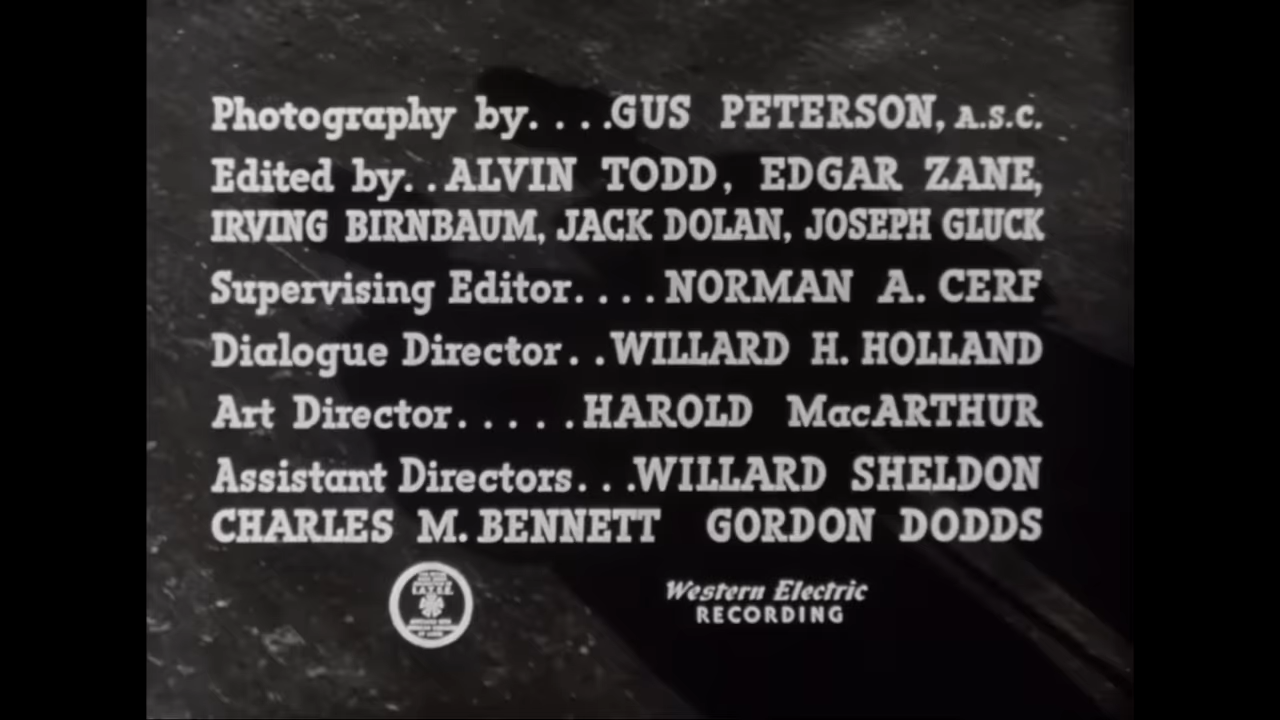 Photography by....GUS PETERSON, A.S.C.
Edited by..ALVIN TODD, EDGAR ZANE,
IRVING BIRNBAUM, JACK DOLAN, JOSEPH GLUCK
Supervising Editor....NORMAN A. CERF
Dialogue Director..WILLARD H. HOLLAND
Art Director.....HAROLD MacARTHUR
Assistant Directors...WILLARD SHELDON
CHARLES M. BENNETT GORDON DODDS
I.A.T.S.E.
Western Electric
RECORDING